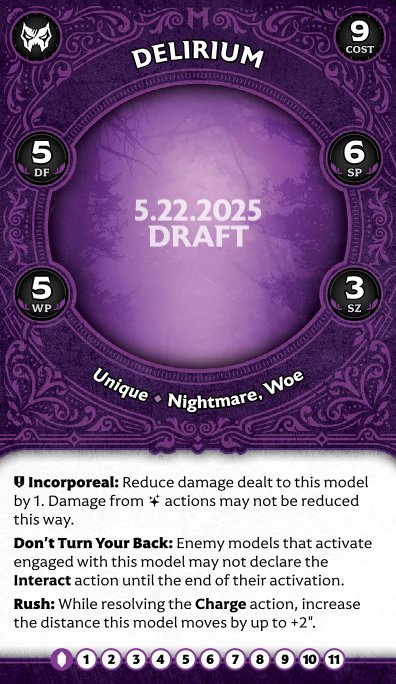 M
DELIRIUM
9
COST
5
DF
6
SP
5.22.2025
DRAFT
5
WP
3
SZ
Unique ◆ Nightmare, Woe
Incorporeal: Reduce damage dealt to this model
by 1. Damage from actions may not be reduced
this way.
Don't Turn Your Back: Enemy models that activate
engaged with this model may not declare the
Interact action until the end of their activation.
Rush: While resolving the Charge action, increase
the distance this model moves by up to +2".
1 2 3 4 5 6 7 8 9 10 11